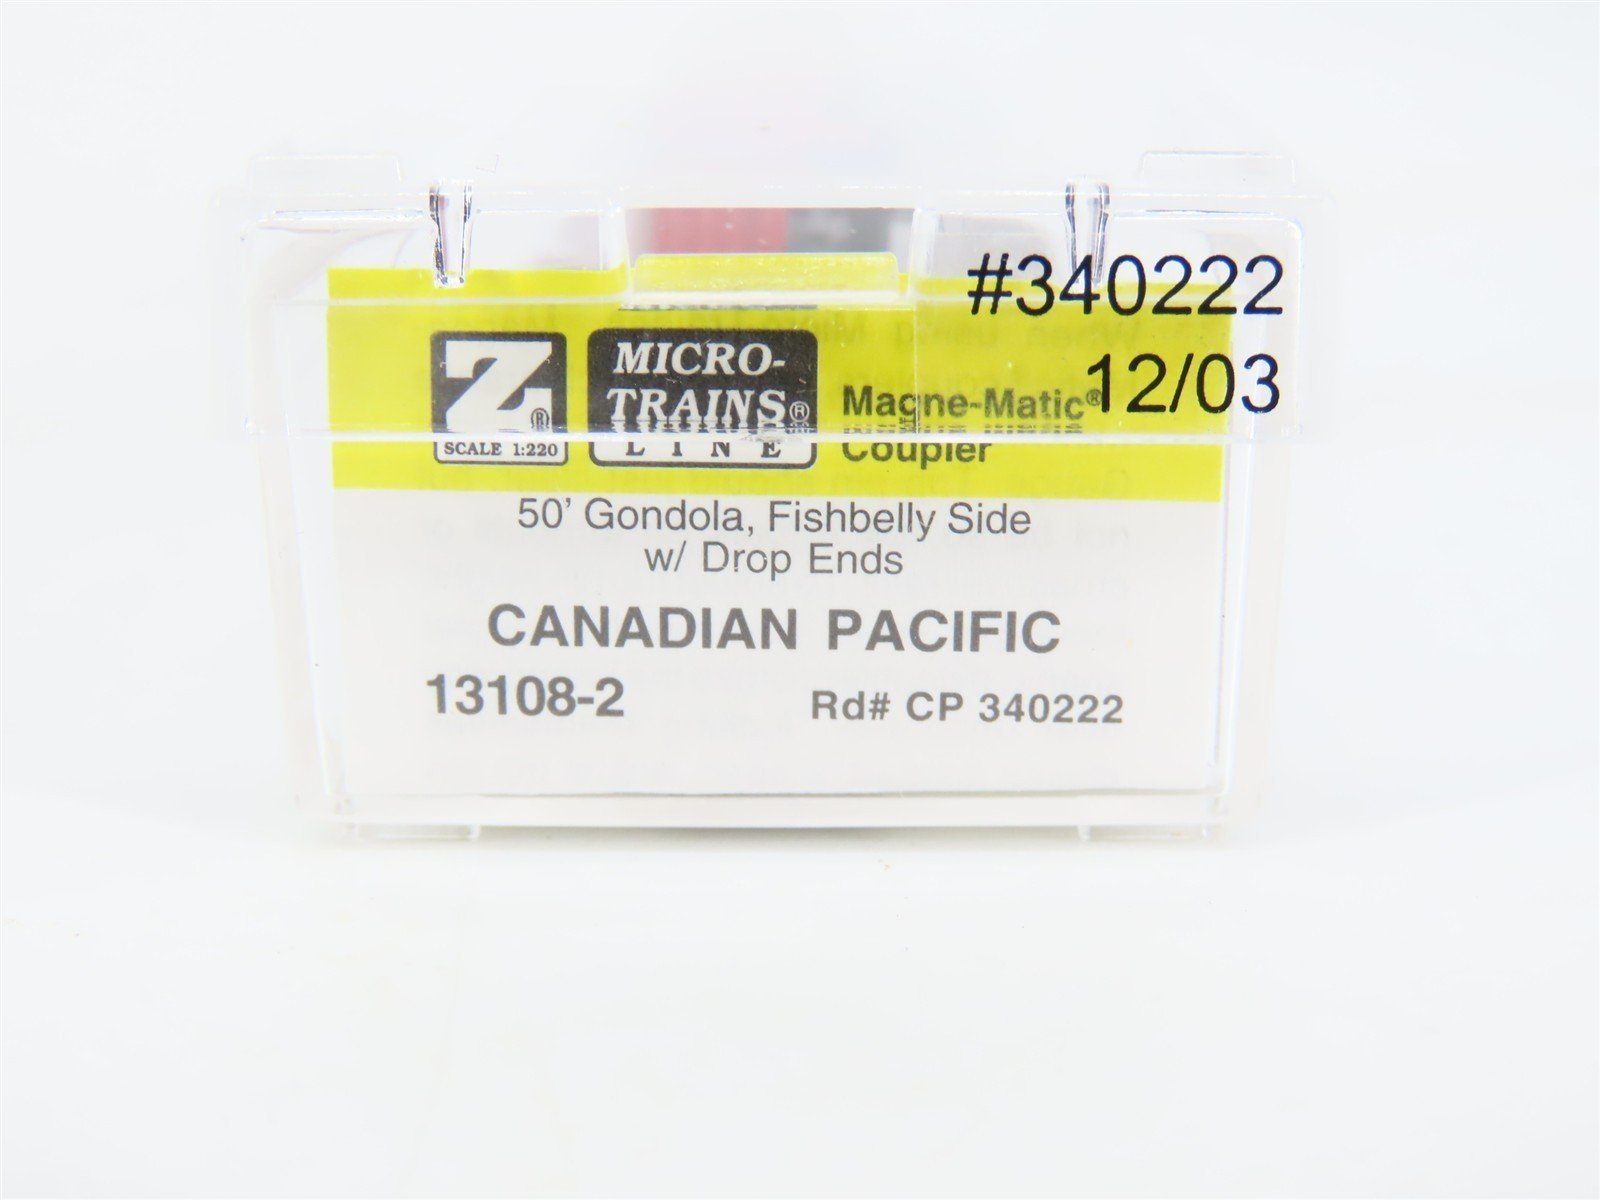 #340222
12/03
Z®
SCALE 1:220
MICRO-
TRAINS®
LINE
Magne-Matic®
Coupler
50' Gondola, Fishbelly Side
w/ Drop Ends
CANADIAN PACIFIC
13108-2 Rd# CP 340222